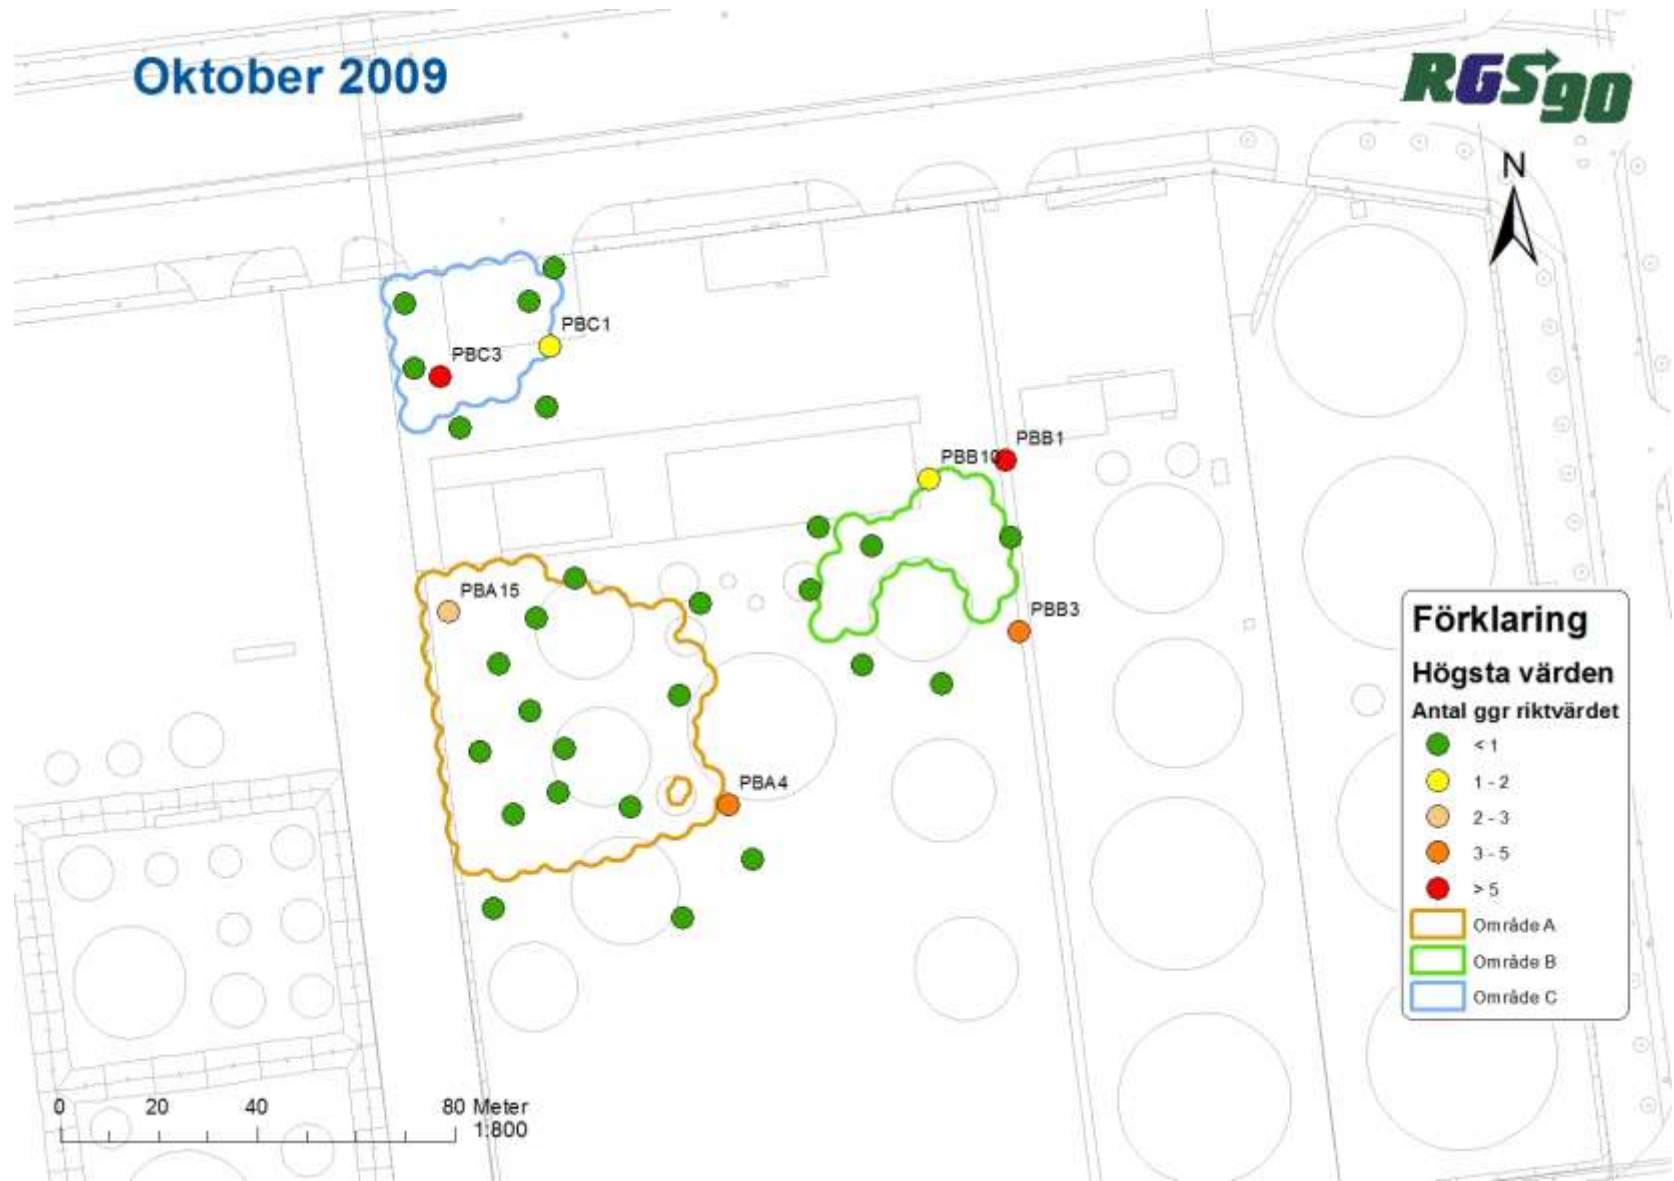 Oktober 2009
RGS90
N
PBC1
PBC3
PBB1
PBB10
PBA15
PBB3
PBA4
Förklaring
Högsta värden
Antal ggr riktvärdet
< 1
1 - 2
2 - 3
3 - 5
> 5
Område A
Område B
Område C
0 20 40 80 Meter
1:800